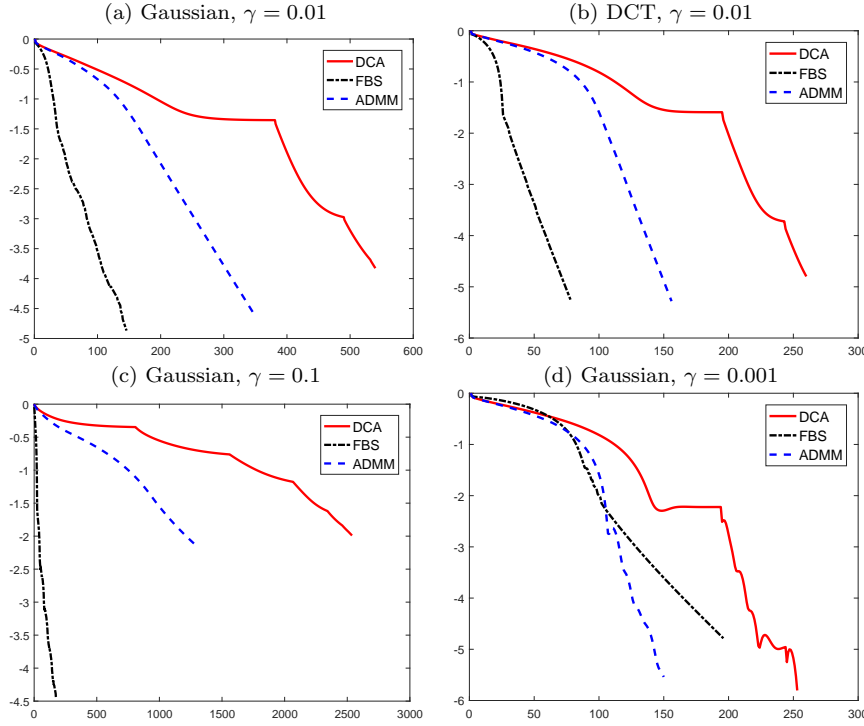 (a) Gaussian, γ = 0.01
0
-0.5
-1
-1.5
-2
-2.5
-3
-3.5
-4
-4.5
-5
0 100 200 300 400 500 600
DCA
FBS
ADMM
(b) DCT, γ = 0.01
0
-1
-2
-3
-4
-5
-6
0 50 100 150 200 250 300
DCA
FBS
ADMM
(c) Gaussian, γ = 0.1
0
-0.5
-1
-1.5
-2
-2.5
-3
-3.5
-4
-4.5
0 500 1000 1500 2000 2500 3000
DCA
FBS
ADMM
(d) Gaussian, γ = 0.001
0
-1
-2
-3
-4
-5
-6
0 50 100 150 200 250 300
DCA
FBS
ADMM